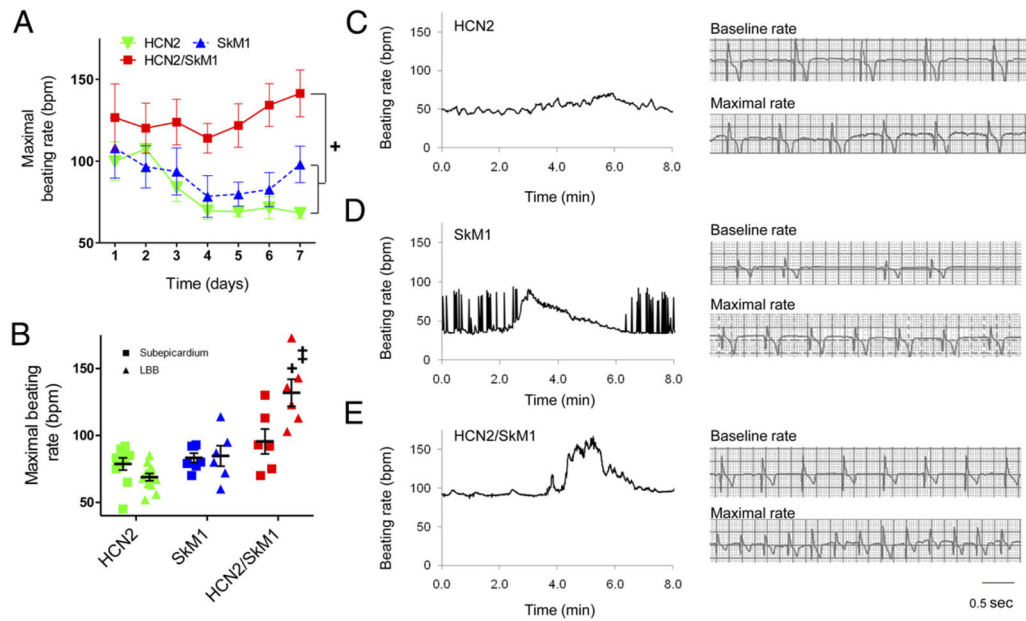 A
HCN2 SkM1
HCN2/SkM1
Maximal
beating rate (bpm)
150
100
50
+
1 2 3 4 5 6 7
Time (days)
B
Subepicardium
LBB
Maximal beating
rate (bpm)
150
100
50
‡
+
HCN2
SkM1
HCN2/SkM1
C
HCN2
Beating rate (bpm)
200
150
100
50
0
0.0 2.0 4.0 6.0 8.0
Time (min)
Baseline rate
Maximal rate
D
SkM1
Beating rate (bpm)
200
150
100
50
0
0.0 2.0 4.0 6.0 8.0
Time (min)
Baseline rate
Maximal rate
E
HCN2/SkM1
Beating rate (bpm)
200
150
100
50
0
0.0 2.0 4.0 6.0 8.0
Time (min)
Baseline rate
Maximal rate
0.5 sec